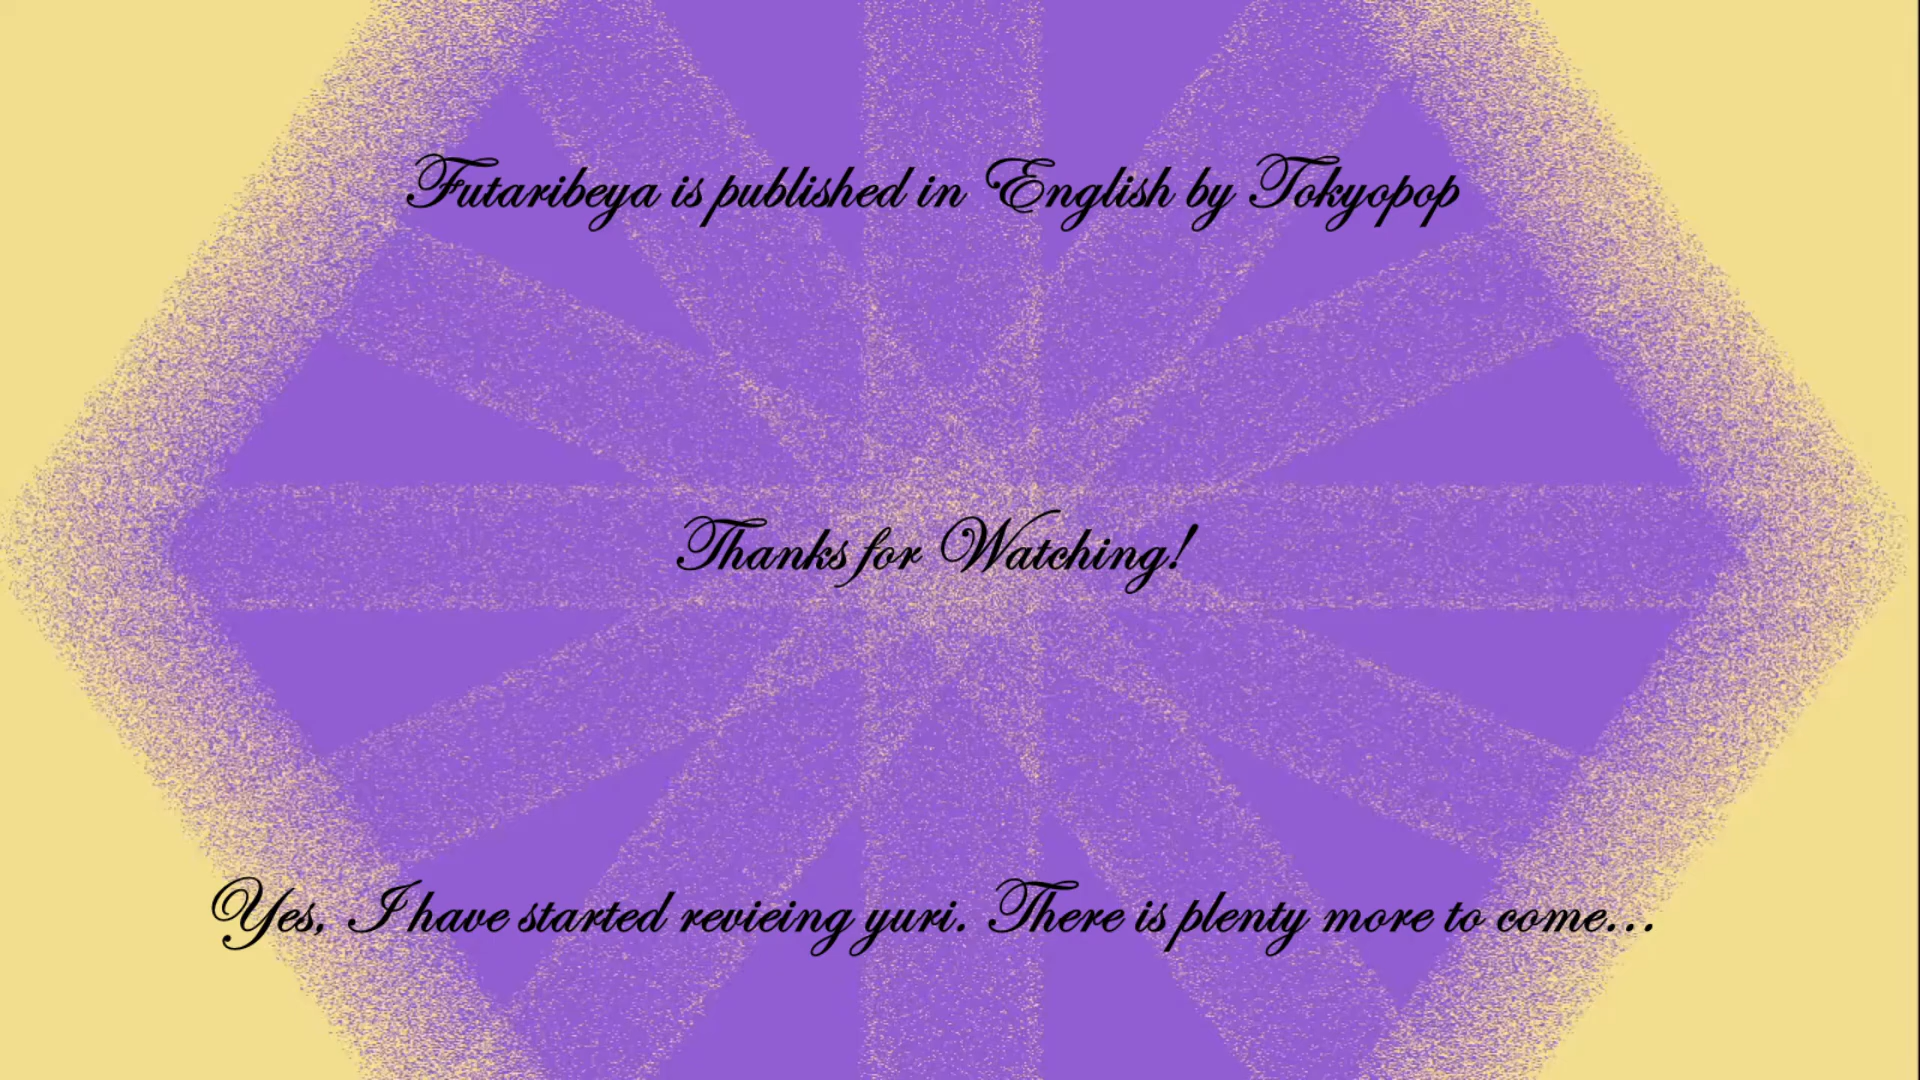 Futaribeya is published in English by Tokyopop
Thanks for Watching!
Yes, I have started revieing yuri. There is plenty more to come...